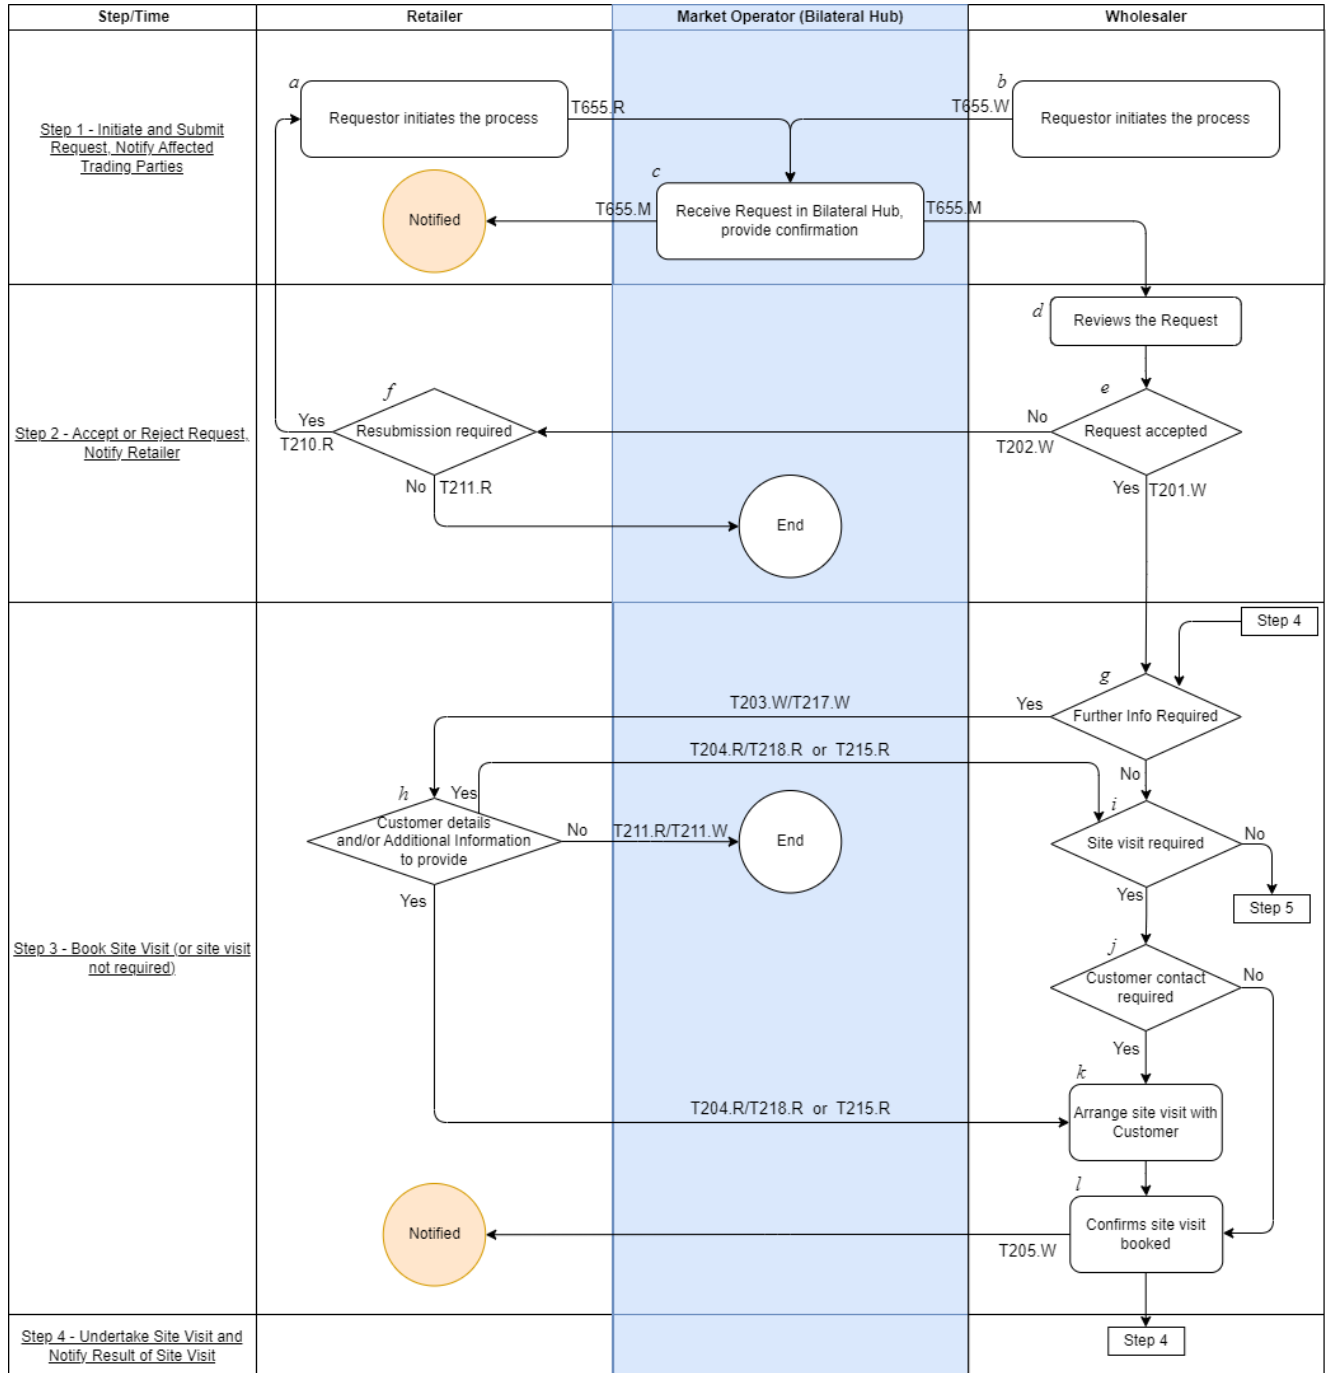 Step/Time
Retailer
Market Operator (Bilateral Hub)
Wholesaler
Step 1 - Initiate and Submit
Request, Notify Affected
Trading Parties
a
Requestor initiates the process
T655.R
b
T655.W
Requestor initiates the process
c
Notified
T655.M
Receive Request in Bilateral Hub,
provide confirmation
T655.M
Step 2 - Accept or Reject Request,
Notify Retailer
d
Reviews the Request
f
Yes
T210.R
Resubmission required
No
T211.R
e
No
T202.W
Request accepted
Yes
T201.W
End
Step 3 - Book Site Visit (or site visit
not required)
Step 4
g
T203.W/T217.W
Yes
Further Info Required
T204.R/T218.R or T215.R
No
h
Yes
Customer details
and/or Additional Information
to provide
No
T211.R/T211.W
End
i
Site visit required
No
Step 5
Yes
Yes
j
Customer contact
required
No
Yes
k
T204.R/T218.R or T215.R
Arrange site visit with
Customer
l
Notified
T205.W
Confirms site visit
booked
Step 4 - Undertake Site Visit and
Notify Result of Site Visit
Step 4